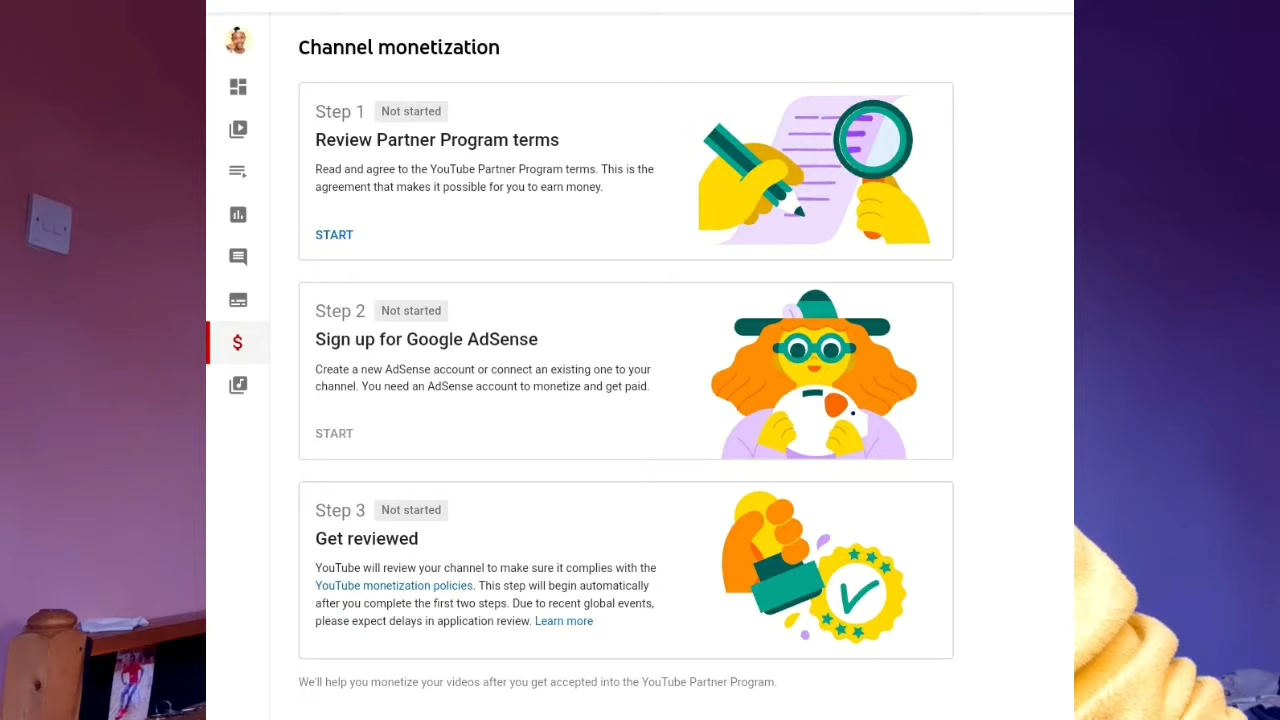 Channel monetization
Step 1 Not started
Review Partner Program terms
Read and agree to the YouTube Partner Program terms. This is the
agreement that makes it possible for you to earn money.
START
Step 2 Not started
Sign up for Google AdSense
Create a new AdSense account or connect an existing one to your
channel. You need an AdSense account to monetize and get paid.
START
Step 3 Not started
Get reviewed
YouTube will review your channel to make sure it complies with the
YouTube monetization policies. This step will begin automatically
after you complete the first two steps. Due to recent global events,
please expect delays in application review. Learn more
We'll help you monetize your videos after you get accepted into the YouTube Partner Program.